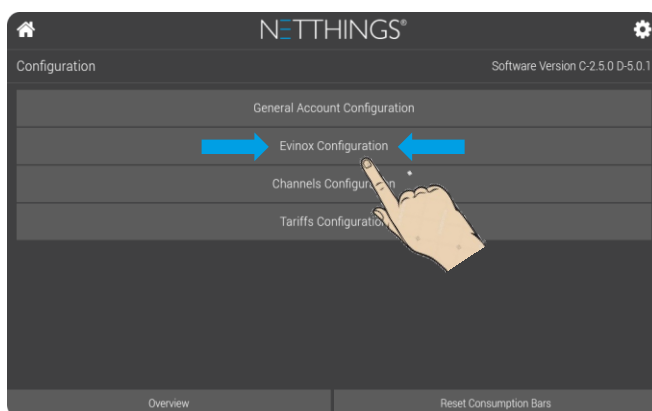 NETTHINGS®
Configuration
Software Version C-2.5.0 D-5.0.1
General Account Configuration
Evinox Configuration
Channels Configuration
Tariffs Configuration
Overview
Reset Consumption Bars